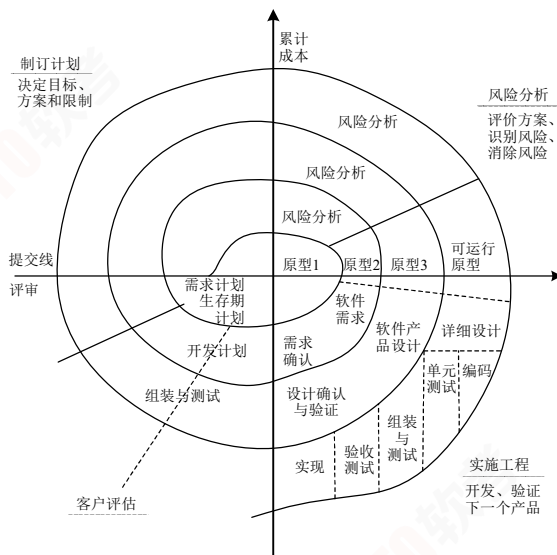 累计
成本
制订计划
决定目标、
方案和限制
风险分析
评价方案、
识别风险、
消除风险
风险分析
风险分析
风险分析
提交线
评审
原型1
原型2
原型3
可运行
原型
需求计划
生存期
计划
软件
需求
开发计划
需求
确认
软件产
品设计
详细设计
组装与测试
设计确认
与验证
单元
测试
编码
组装
与
测试
验收
测试
实现
客户评估
实施工程
开发、验证
下一个产品